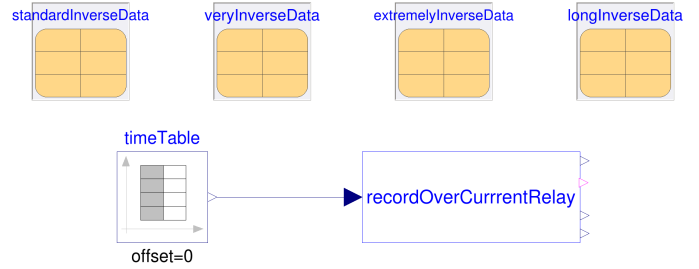 standardInverseData
veryInverseData
extremelyInverseData
longInverseData
timeTable
recordOverCurrrentRelay
offset=0